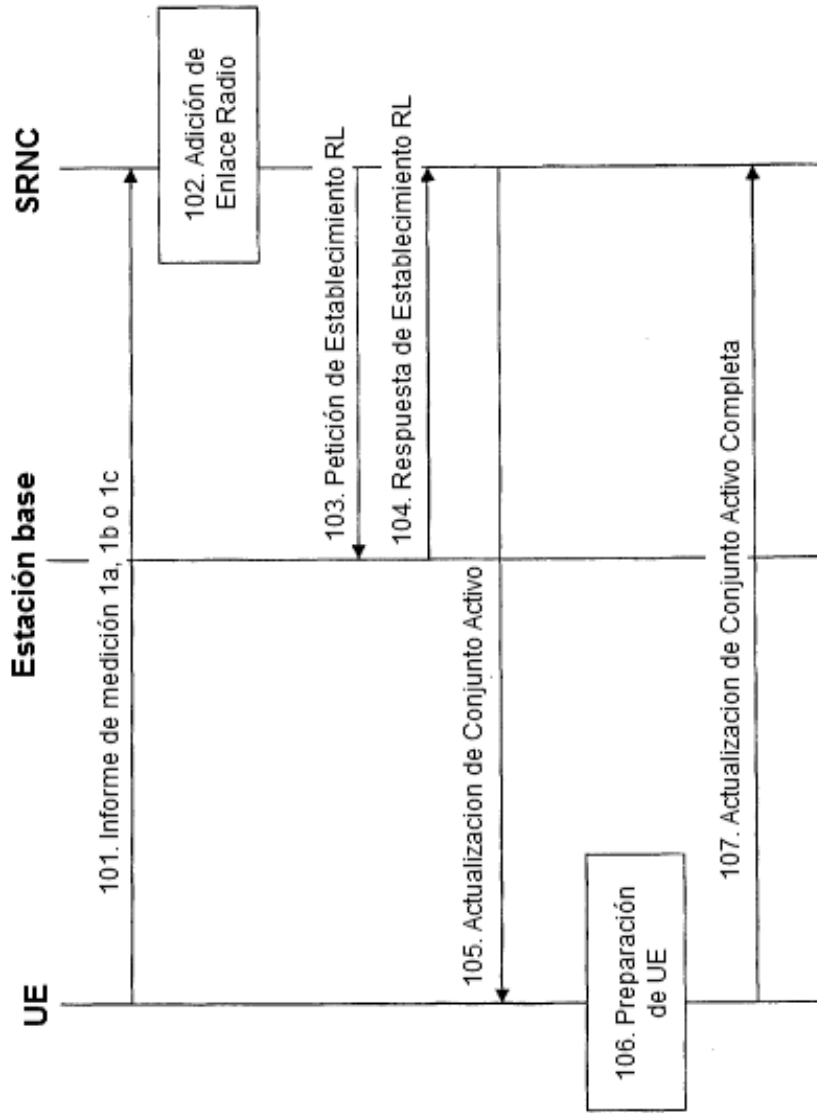 UE
Estación base
SRNC
101. Informe de medición 1a, 1b o 1c
102. Adición de
Enlace Radio
103. Petición de Establecimiento RL
104. Respuesta de Establecimiento RL
105. Actualizacion de Conjunto Activo
106. Preparación
de UE
107. Actualizacion de Conjunto Activo Completa